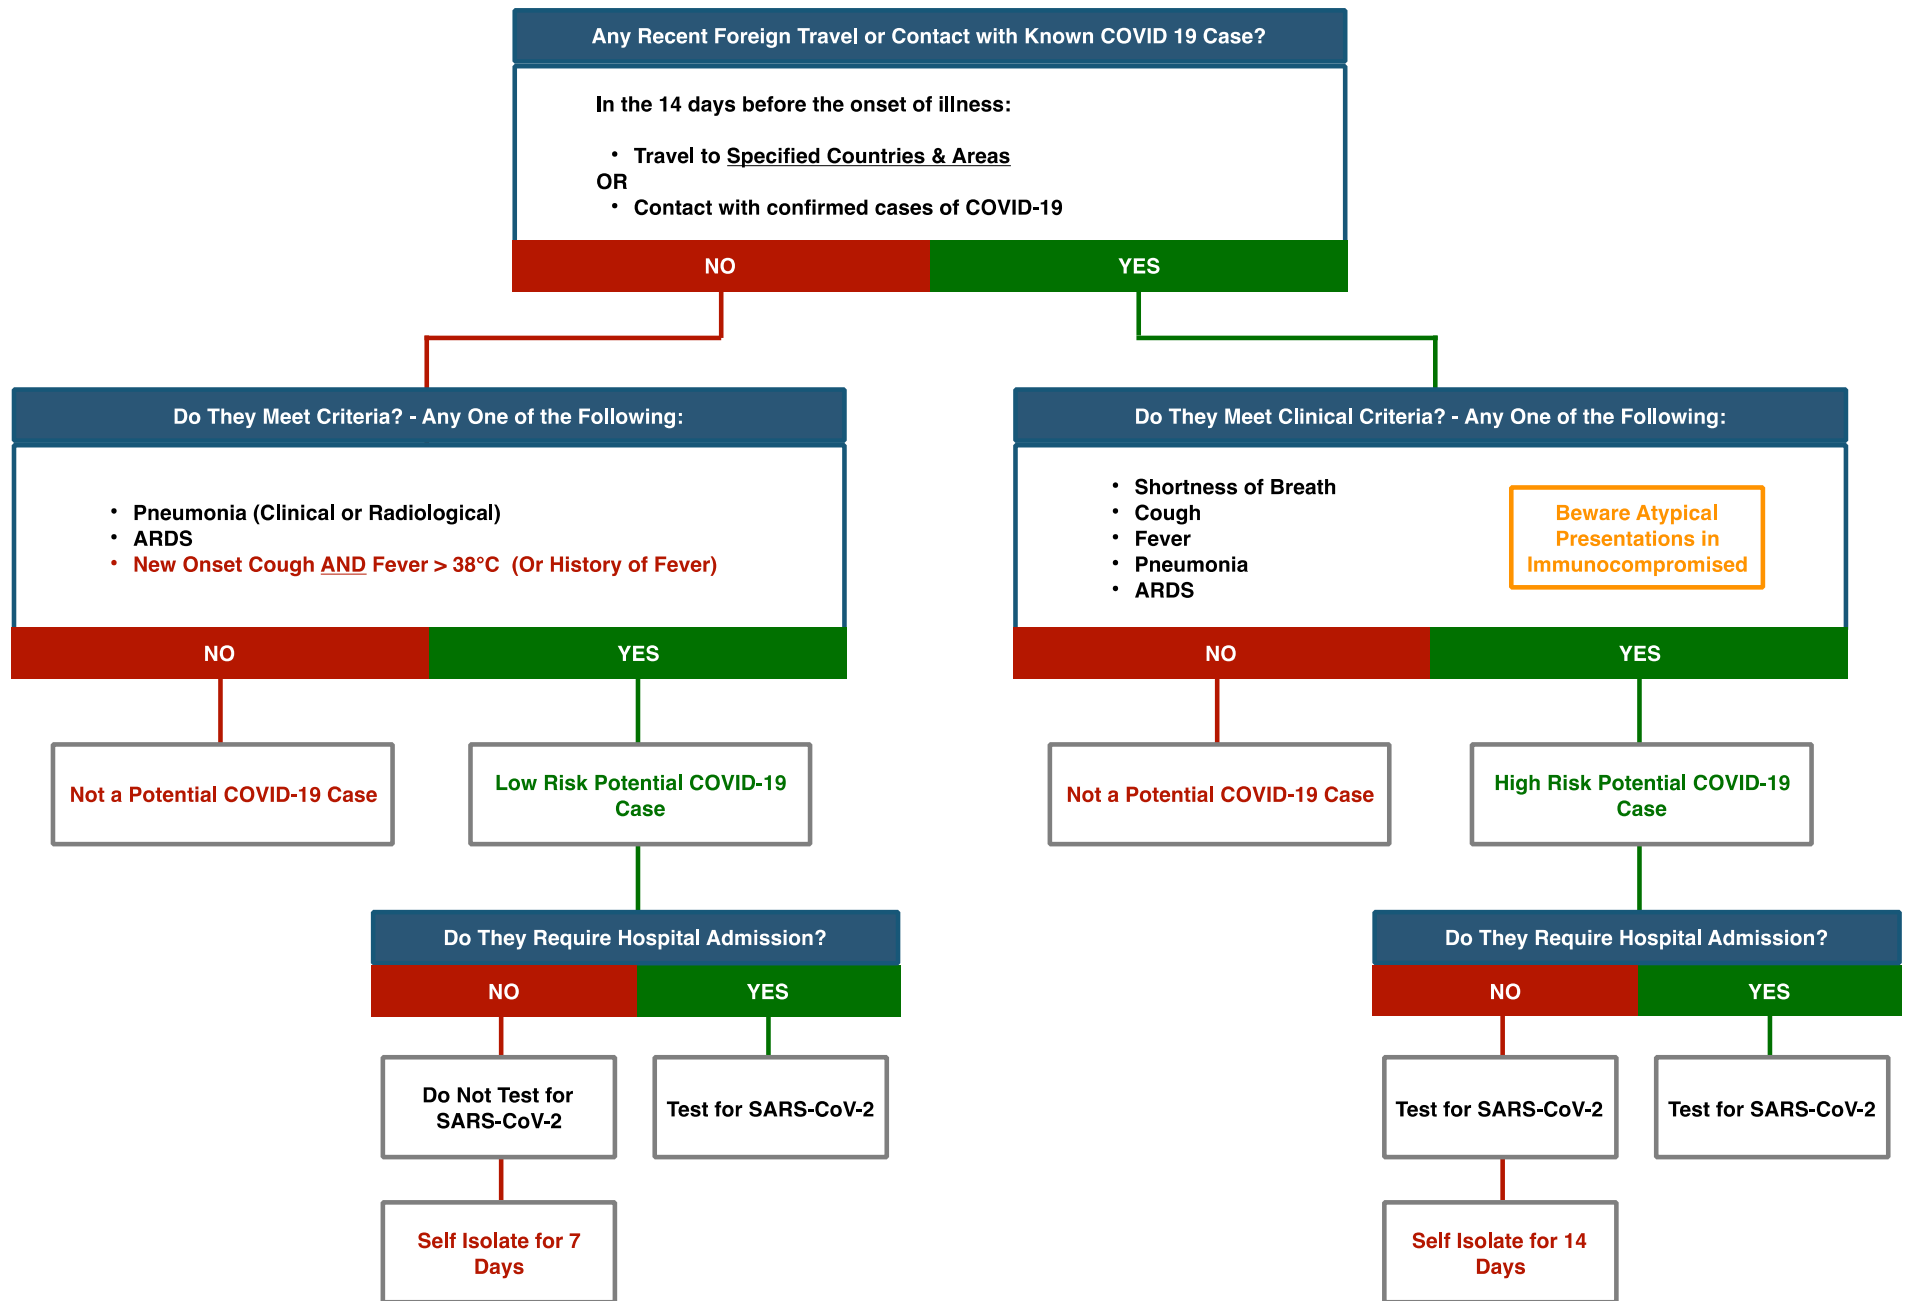 Any Recent Foreign Travel or Contact with Known COVID 19 Case?
In the 14 days before the onset of illness:
• Travel to Specified Countries & Areas
OR
• Contact with confirmed cases of COVID-19
NO
YES
Do They Meet Criteria? - Any One of the Following:
• Pneumonia (Clinical or Radiological)
• ARDS
• New Onset Cough AND Fever > 38°C (Or History of Fever)
NO
YES
Not a Potential COVID-19 Case
Low Risk Potential COVID-19
Case
Do They Require Hospital Admission?
NO
YES
Do Not Test for
SARS-CoV-2
Test for SARS-CoV-2
Self Isolate for 7
Days
Do They Meet Clinical Criteria? - Any One of the Following:
• Shortness of Breath
• Cough
• Fever
• Pneumonia
• ARDS
Beware Atypical
Presentations in
Immunocompromised
NO
YES
Not a Potential COVID-19 Case
High Risk Potential COVID-19
Case
Do They Require Hospital Admission?
NO
YES
Test for SARS-CoV-2
Test for SARS-CoV-2
Self Isolate for 14
Days